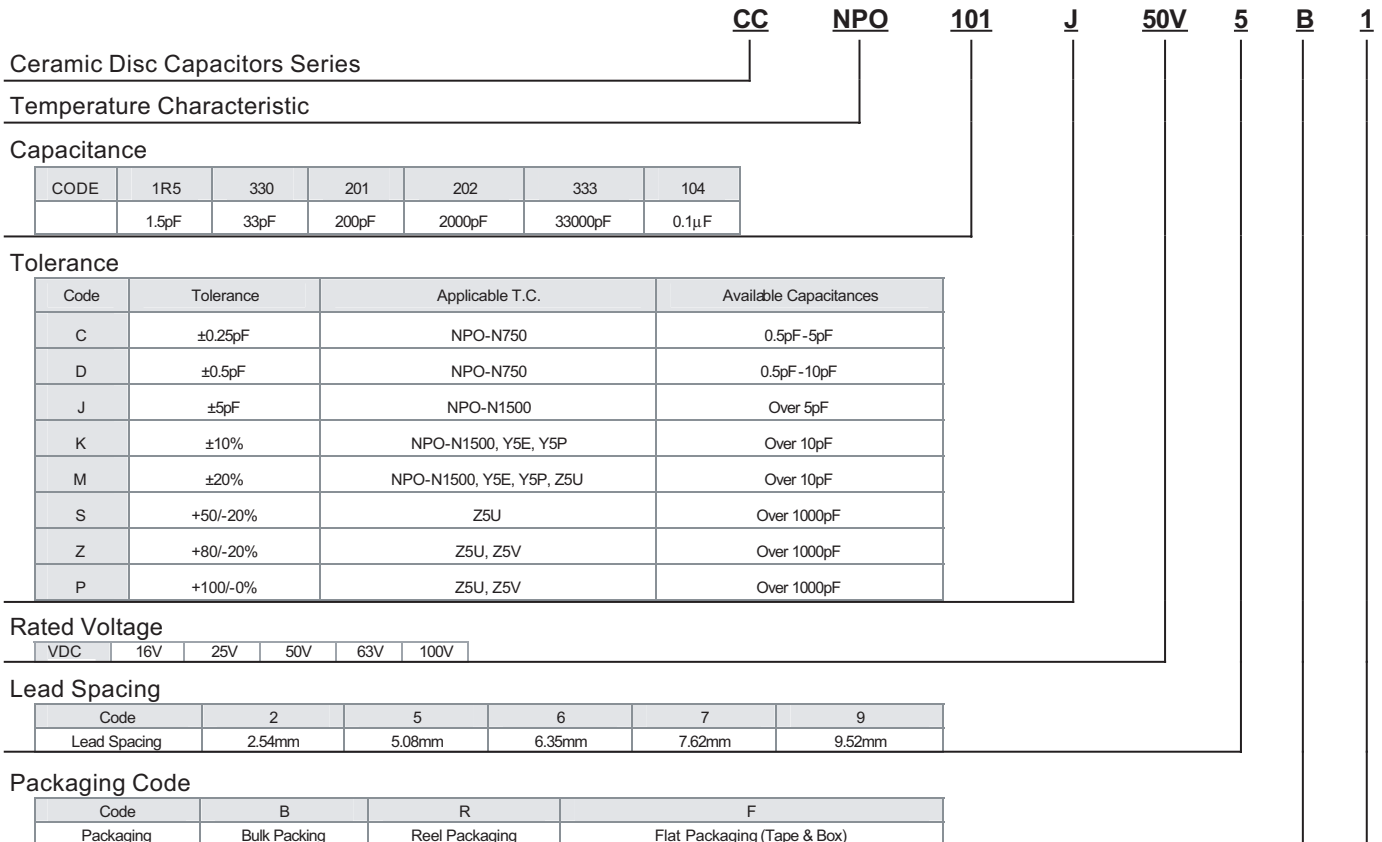 CC NPO 101 J 50V 5 B 1
Ceramic Disc Capacitors Series
Temperature Characteristic
Capacitance
CODE 1R5 330 201 202 333 104
1.5pF 33pF 200pF 2000pF 33000pF 0.1µF
Tolerance
Code Tolerance Applicable T.C. Available Capacitances
C ±0.25pF NPO-N750 0.5pF-5pF
D ±0.5pF NPO-N750 0.5pF-10pF
J ±5pF NPO-N1500 Over 5pF
K ±10% NPO-N1500, Y5E, Y5P Over 10pF
M ±20% NPO-N1500, Y5E, Y5P, Z5U Over 10pF
S +50/-20% Z5U Over 1000pF
Z +80/-20% Z5U, Z5V Over 1000pF
P +100/-0% Z5U, Z5V Over 1000pF
Rated Voltage
VDC 16V 25V 50V 63V 100V
Lead Spacing
Code 2 5 6 7 9
Lead Spacing 2.54mm 5.08mm 6.35mm 7.62mm 9.52mm
Packaging Code
Code B R F
Packaging Bulk Packing Reel Packaging Flat Packaging (Tape & Box)